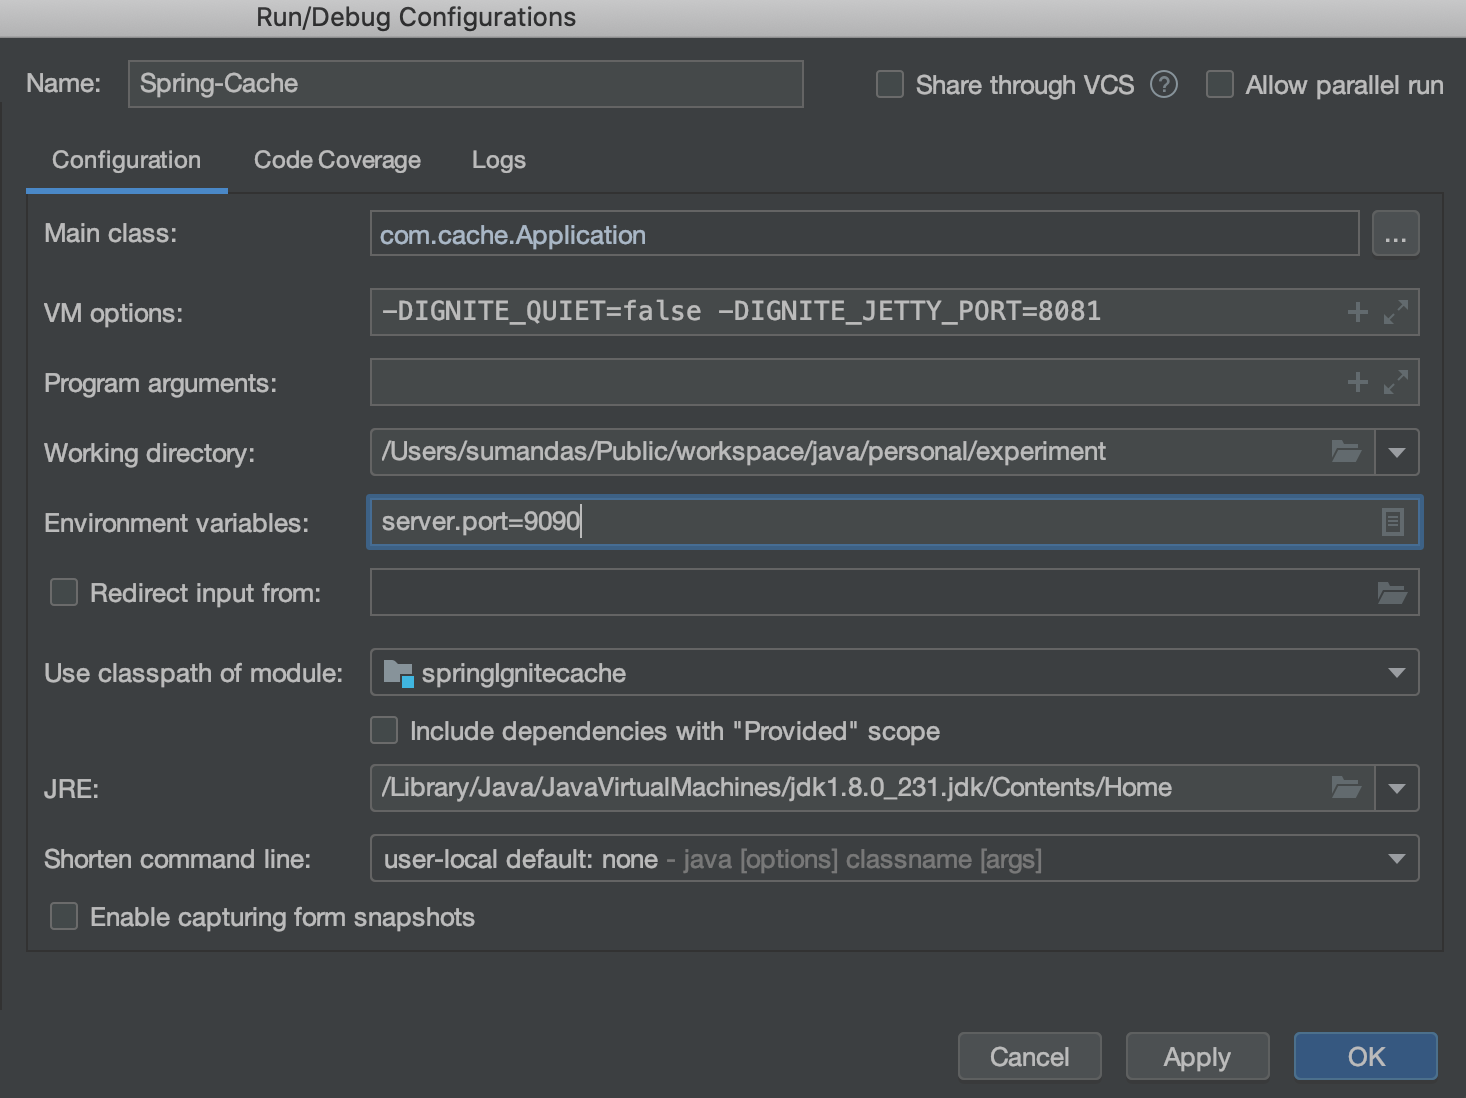 Run/Debug Configurations
Name: Spring-Cache Share through VCS ? Allow parallel run
Configuration Code Coverage Logs
Main class: com.cache.Application ...
VM options: -DIGNITE_QUIET=false -DIGNITE_JETTY_PORT=8081
Program arguments:
Working directory: /Users/sumandas/Public/workspace/java/personal/experiment
Environment variables: server.port=9090
Redirect input from:
Use classpath of module: springIgnitecache
Include dependencies with "Provided" scope
JRE: /Library/Java/JavaVirtualMachines/jdk1.8.0_231.jdk/Contents/Home
Shorten command line: user-local default: none - java [options] classname [args]
Enable capturing form snapshots
Cancel Apply OK